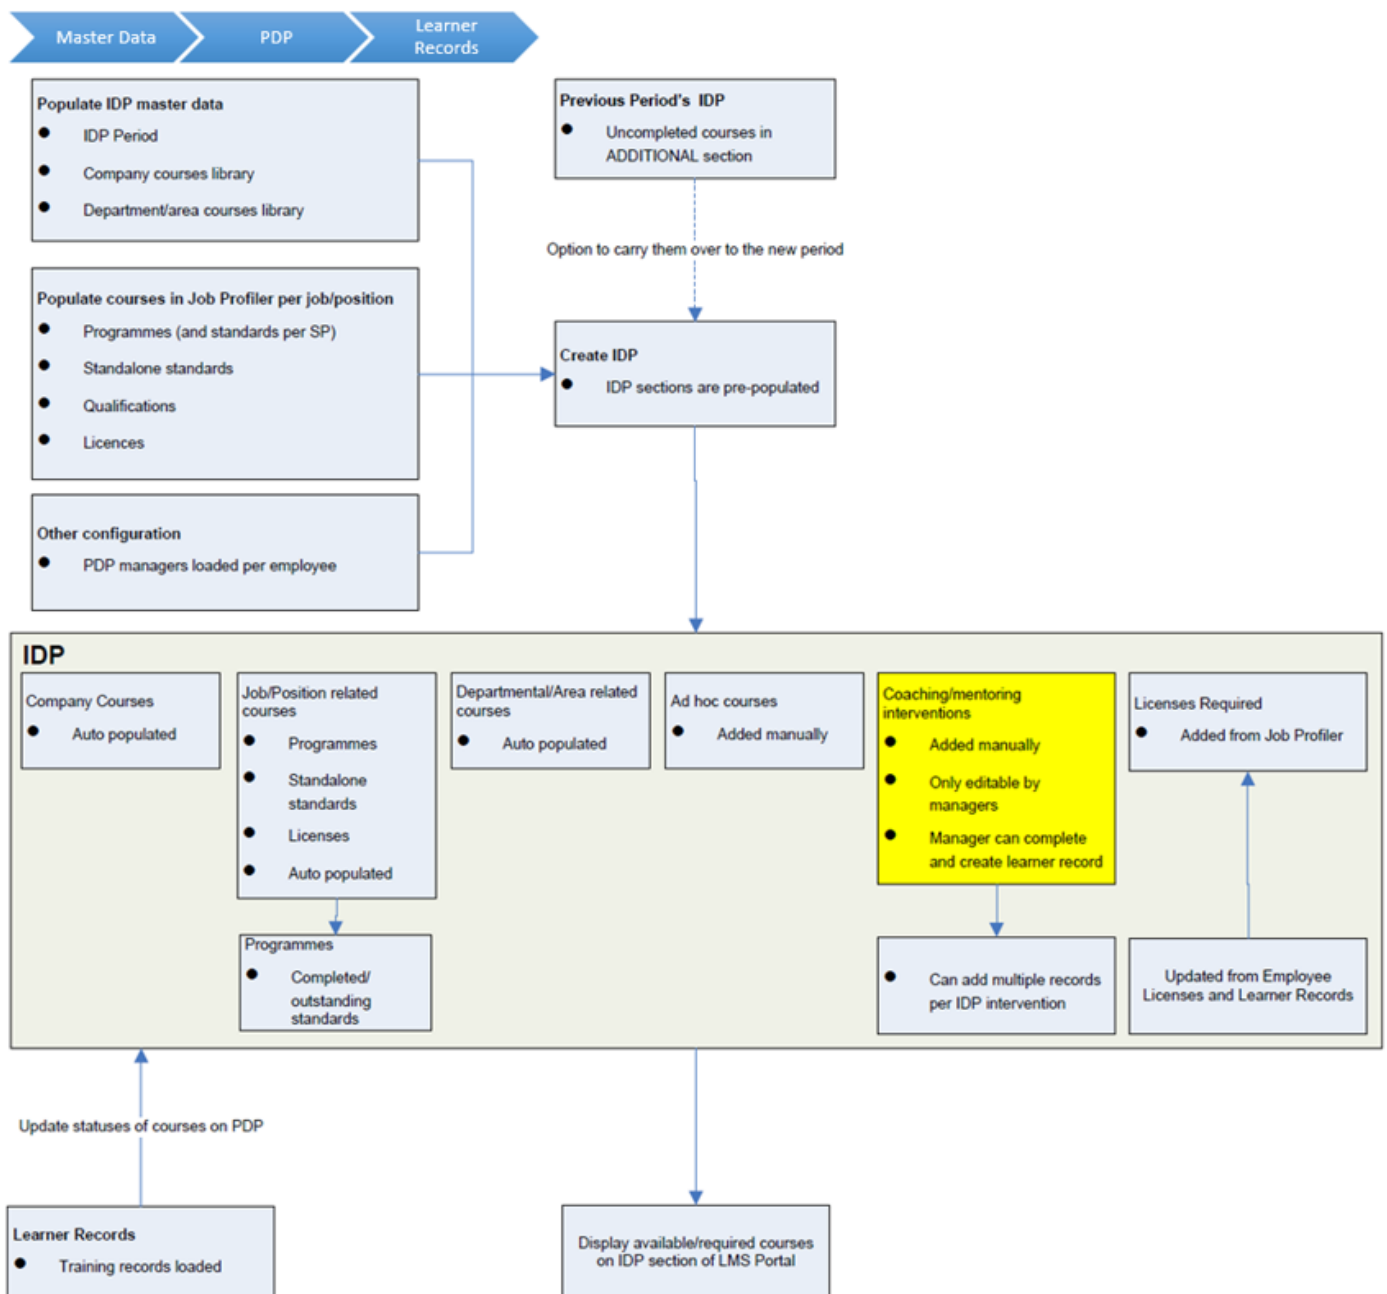 Master Data
PDP
Learner
Records
Populate IDP master data
● IDP Period
● Company courses library
● Department/area courses library
Previous Period's IDP
● Uncompleted courses in
ADDITIONAL section
Option to carry them over to the new period
Populate courses in Job Profiler per job/position
● Programmes (and standards per SP)
● Standalone standards
● Qualifications
● Licences
Create IDP
● IDP sections are pre-populated
Other configuration
● PDP managers loaded per employee
IDP
Company Courses
● Auto populated
Job/Position related
courses
● Programmes
● Standalone
standards
● Licenses
● Auto populated
Programmes
● Completed/
outstanding
standards
Departmental/Area related
courses
● Auto populated
Ad hoc courses
● Added manually
Coaching/mentoring
interventions
● Added manually
● Only editable by
managers
● Manager can complete
and create learner record
● Can add multiple records
per IDP intervention
Licenses Required
● Added from Job Profiler
Updated from Employee
Licenses and Learner Records
Update statuses of courses on PDP
Learner Records
● Training records loaded
Display available/required courses
on IDP section of LMS Portal